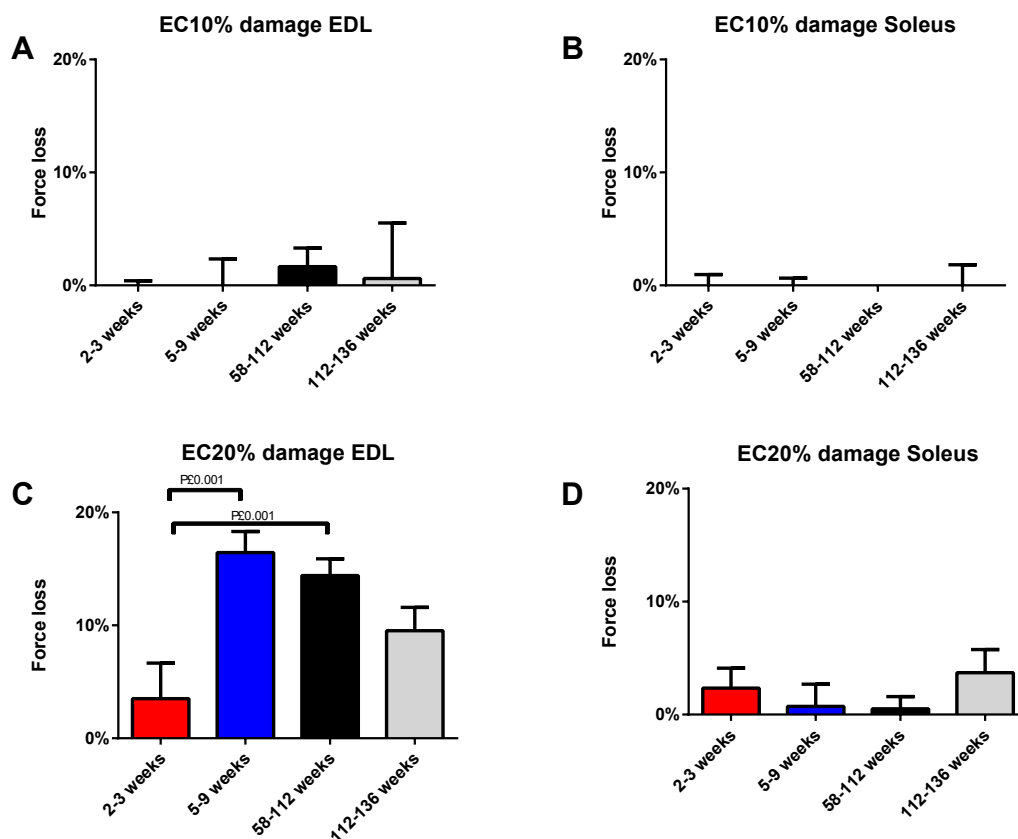 EC10% damage EDL
A
20%
10%
0%
Force loss
2-3 weeks
5-9 weeks
58-112 weeks
112-136 weeks
EC10% damage Soleus
B
20%
10%
0%
Force loss
2-3 weeks
5-9 weeks
58-112 weeks
112-136 weeks
EC20% damage EDL
C
P£0.001
P£0.001
20%
10%
0%
Force loss
2-3 weeks
5-9 weeks
58-112 weeks
112-136 weeks
EC20% damage Soleus
D
20%
10%
0%
Force loss
2-3 weeks
5-9 weeks
58-112 weeks
112-136 weeks